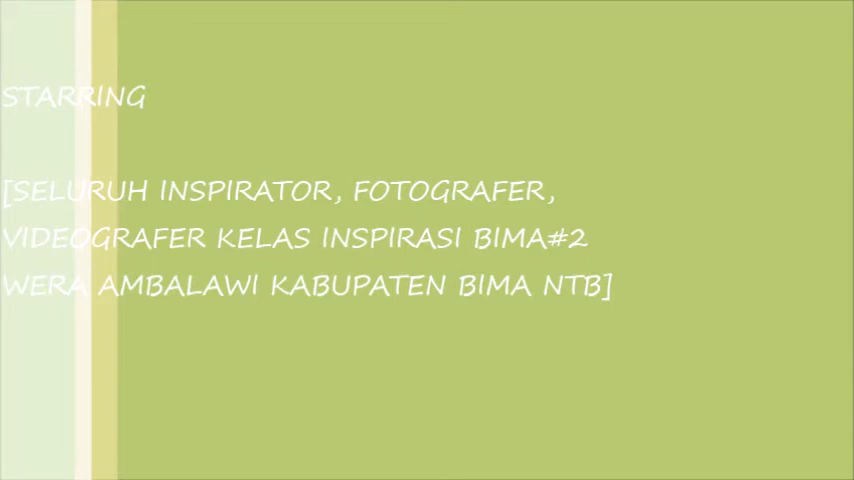 STARRING
[SELURUH INSPIRATOR, FOTOGRAFER,
VIDEOGRAFER KELAS INSPIRASI BIMA#2
WERA AMBALAWI KABUPATEN BIMA NTB]